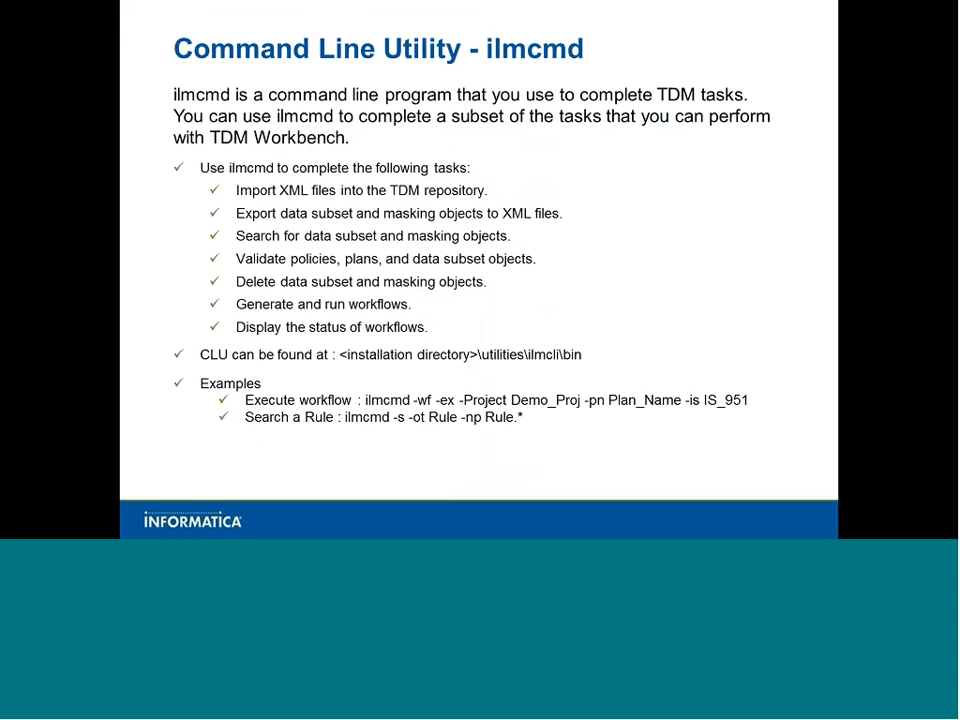 Command Line Utility - ilmcmd
ilmcmd is a command line program that you use to complete TDM tasks.
You can use ilmcmd to complete a subset of the tasks that you can perform
with TDM Workbench.
Use ilmcmd to complete the following tasks:
Import XML files into the TDM repository.
Export data subset and masking objects to XML files.
Search for data subset and masking objects.
Validate policies, plans, and data subset objects.
Delete data subset and masking objects.
Generate and run workflows.
Display the status of workflows.
CLU can be found at : <installation directory>\utilities\ilmcli\bin
Examples
Execute workflow : ilmcmd -wf -ex -Project Demo_Proj -pn Plan_Name -is IS_951
Search a Rule : ilmcmd -s -ot Rule -np Rule.*
INFORMATICA